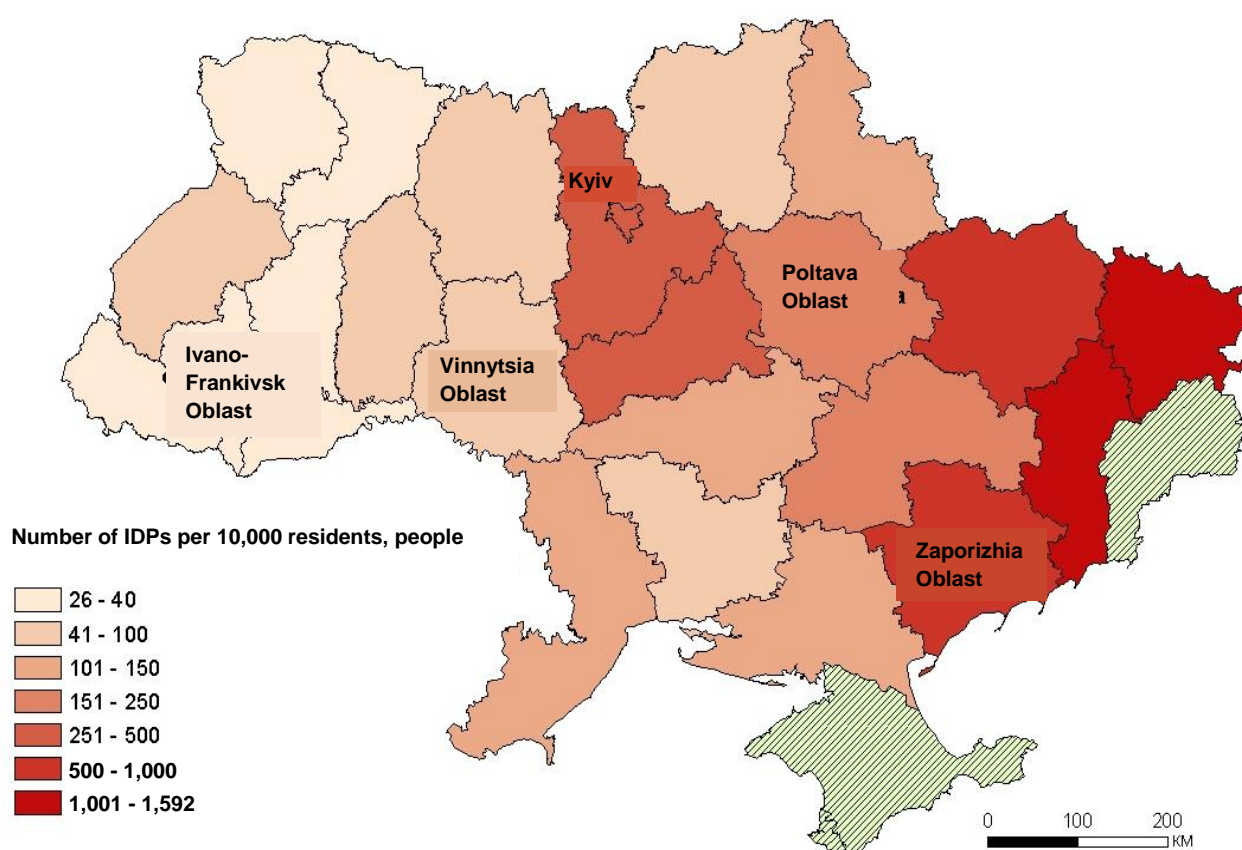 Kyiv
Poltava
Oblast
a
Ivano-
Frankivsk
Oblast
Vinnytsia
Oblast
Number of IDPs per 10,000 residents, people
Zaporizhia
Oblast
26 - 40
41 - 100
101 - 150
151 - 250
251 - 500
500 - 1,000
1,001 - 1,592
0 100 200
КМ